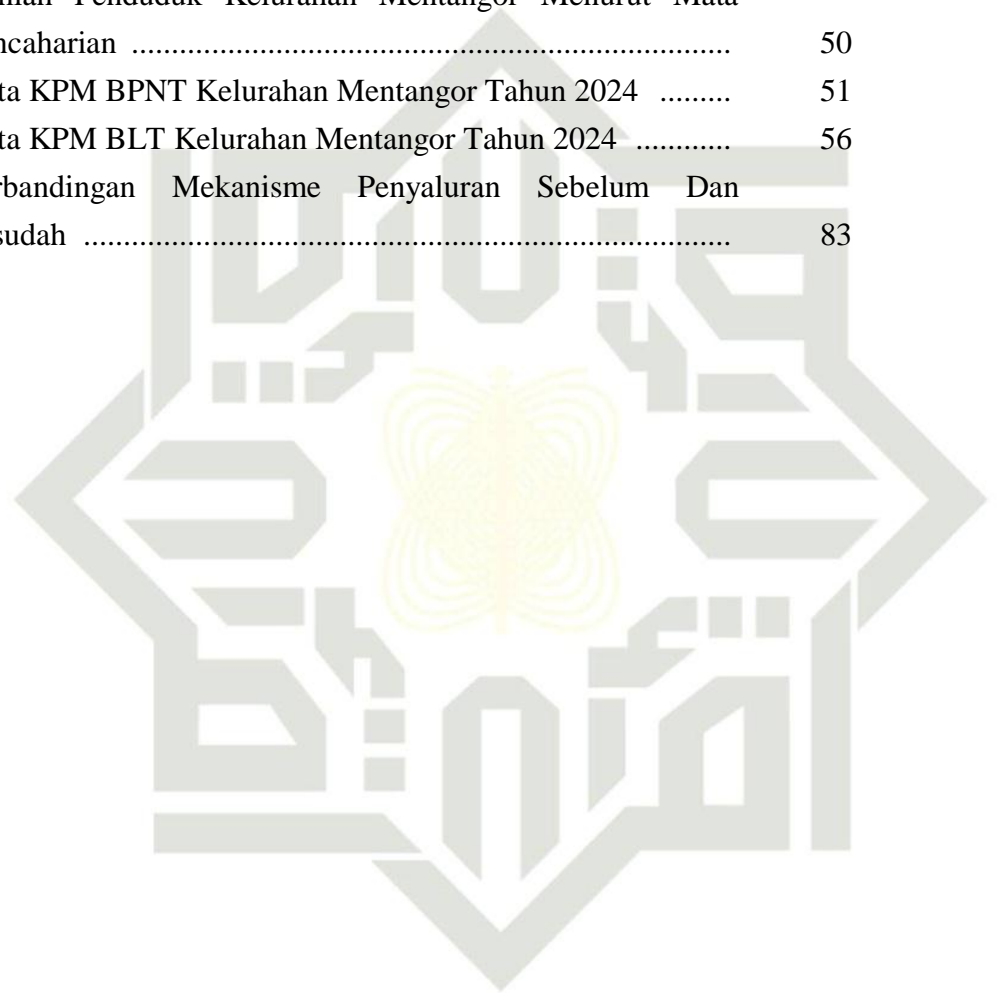 Penduduk Kelurahan Mentangor Menurut Mata
ncaharian ........................................................................... 50
ta KPM BPNT Kelurahan Mentangor Tahun 2024 ......... 51
ta KPM BLT Kelurahan Mentangor Tahun 2024 ............ 56
rbandingan Mekanisme Penyaluran Sebelum Dan
sudah ................................................................................. 83